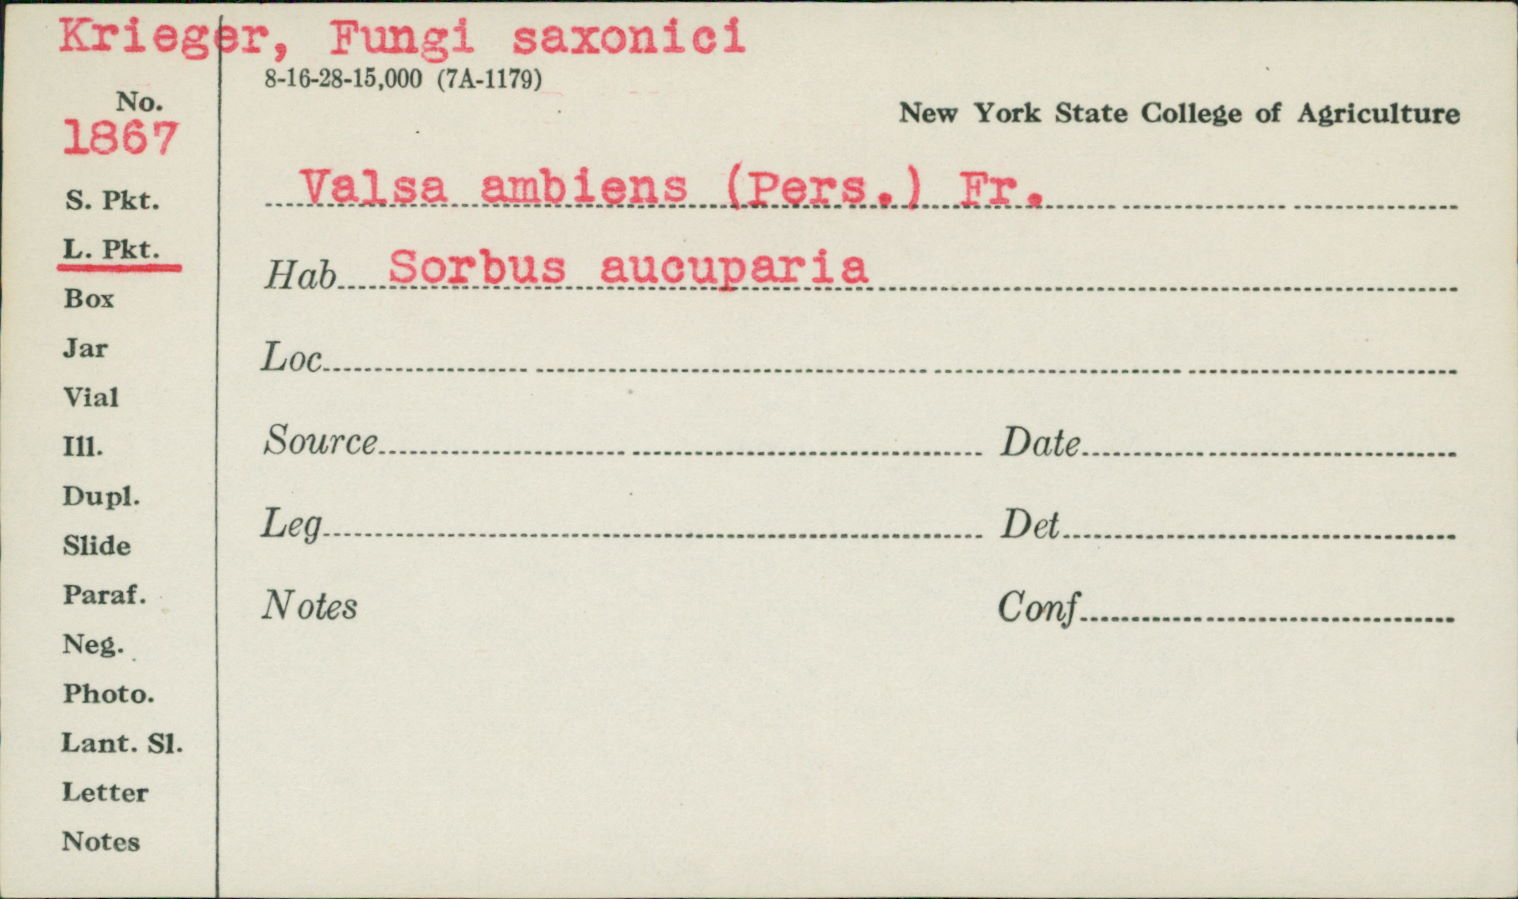 Krieger, Fungi saxonici
8-16-28-15,000 (7A-1179)
No.
1867
New York State College of Agriculture
Valsa ambiens (Pers.) Fr.
S. Pkt.
L. Pkt.
Box
Jar
Vial
Ill.
Dupl.
Slide
Paraf.
Neg.
Photo.
Lant. Sl.
Letter
Notes
Hab Sorbus aucuparia
Loc
Source Date
Leg Det
Notes Conf